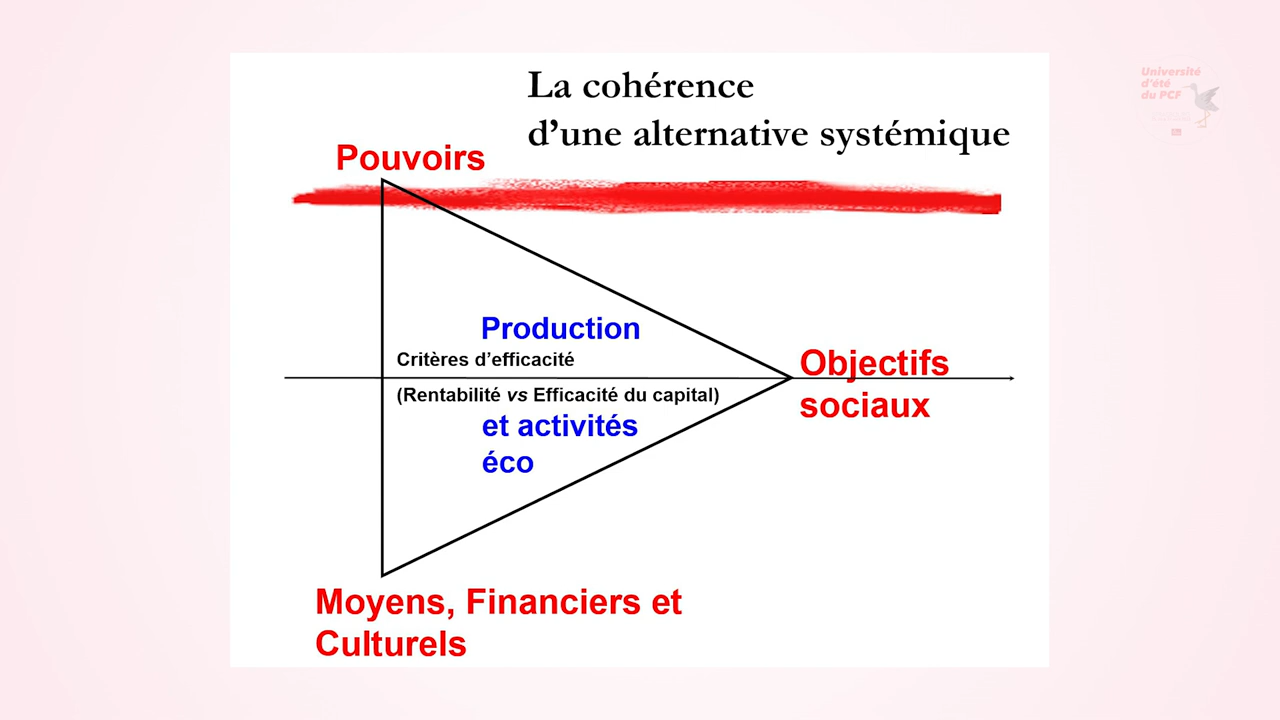 La cohérence
d’une alternative systémique
Pouvoirs
Production
Critères d’efficacité
(Rentabilité vs Efficacité du capital)
et activités
éco
Objectifs
sociaux
Moyens, Financiers et
Culturels
Université
d'été
du PCF